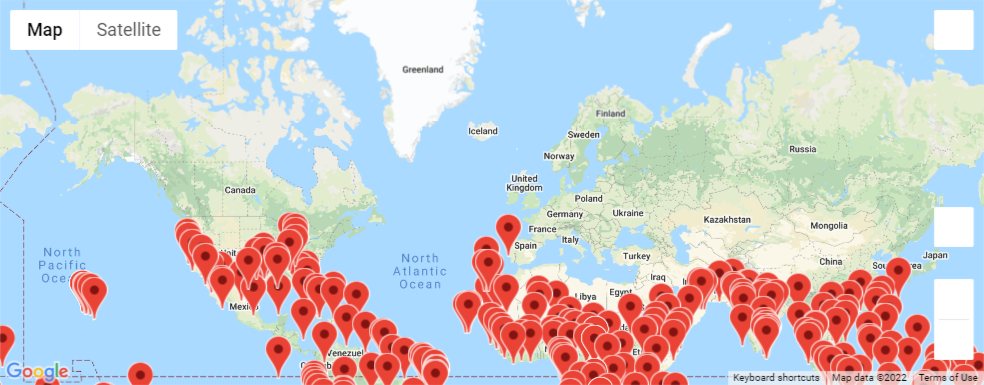 Map
Satellite
Greenland
Iceland
Finland
Sweden
Norway
Russia
United
Kingdom
Canada
Poland
Germany
Ukraine
Kazakhstan
Mongolia
France
Italy
Spain
Turkey
China
Japan
North
Pacific
North
Atlantic
Ocean
Iraq
Libya
Egypt
Mexico
Venezuela
Google
Keyboard shortcuts
Map data ©2022
Terms of Use